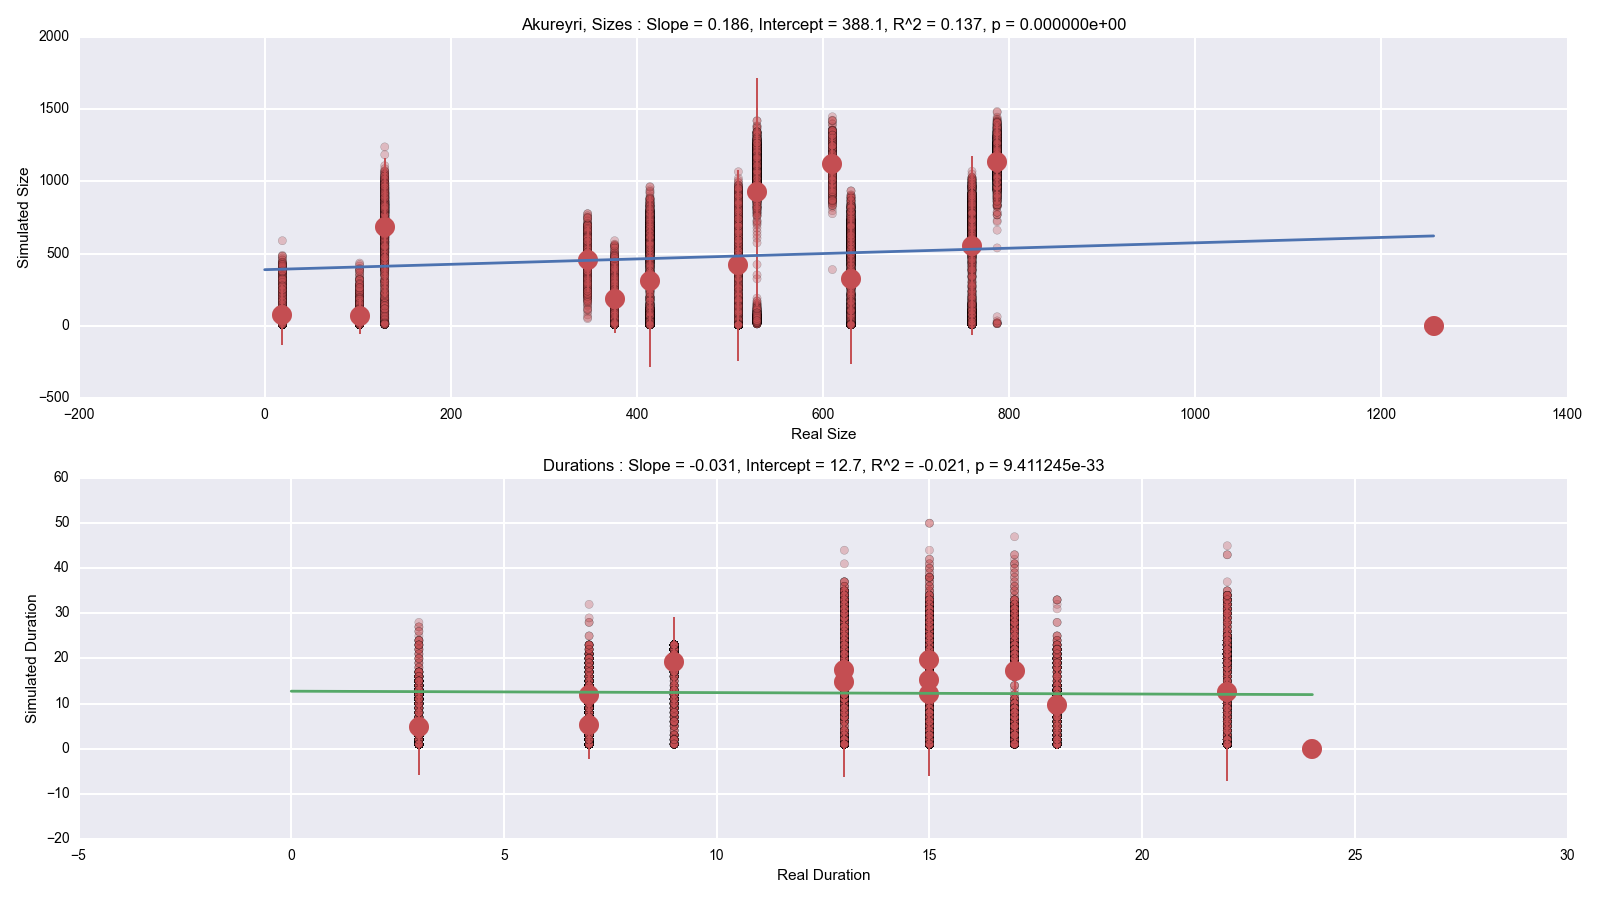 Akureyri, Sizes : Slope = 0.186, Intercept = 388.1, R^2 = 0.137, p = 0.000000e+00
2000
1500
1000
500
0
−500
Simulated Size
−200 0 200 400 600 800 1000 1200 1400
Real Size
Durations : Slope = -0.031, Intercept = 12.7, R^2 = -0.021, p = 9.411245e-33
60
50
40
30
20
10
0
−10
−20
Simulated Duration
−5 0 5 10 15 20 25 30
Real Duration